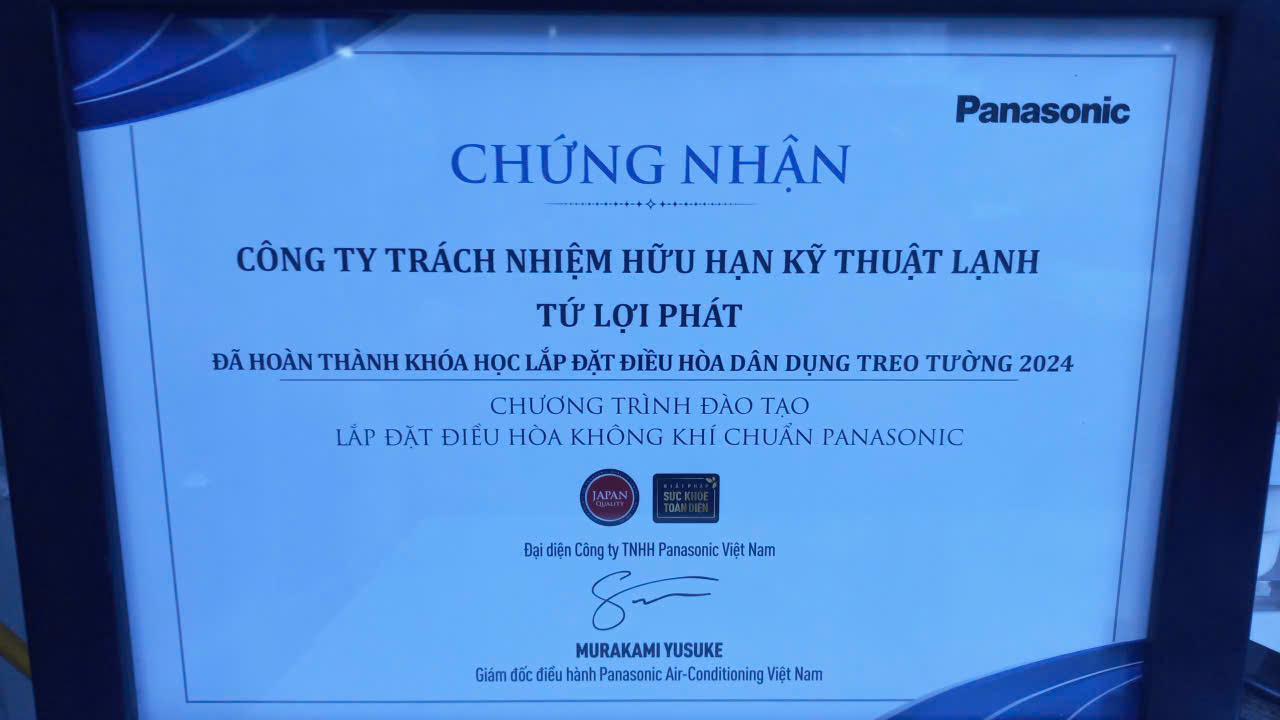 Panasonic
CHỨNG NHẬN
CÔNG TY TRÁCH NHIỆM HỮU HẠN KỸ THUẬT LẠNH
TỨ LỢI PHÁT
ĐÃ HOÀN THÀNH KHÓA HỌC LẮP ĐẶT ĐIỀU HÒA DÂN DỤNG TREO TƯỜNG 2024
CHƯƠNG TRÌNH ĐÀO TẠO
LẮP ĐẶT ĐIỀU HÒA KHÔNG KHÍ CHUẨN PANASONIC
JAPAN
QUALITY
GIẢI PHÁP
SỨC KHỎE
TOÀN DIỆN
Đại diện Công ty TNHH Panasonic Việt Nam
MURAKAMI YUSUKE
Giám đốc điều hành Panasonic Air-Conditioning Việt Nam